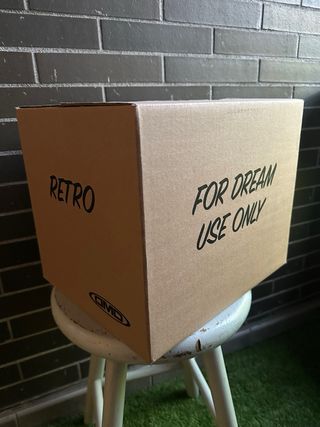 RETRO
FOR DREAM
USE ONLY